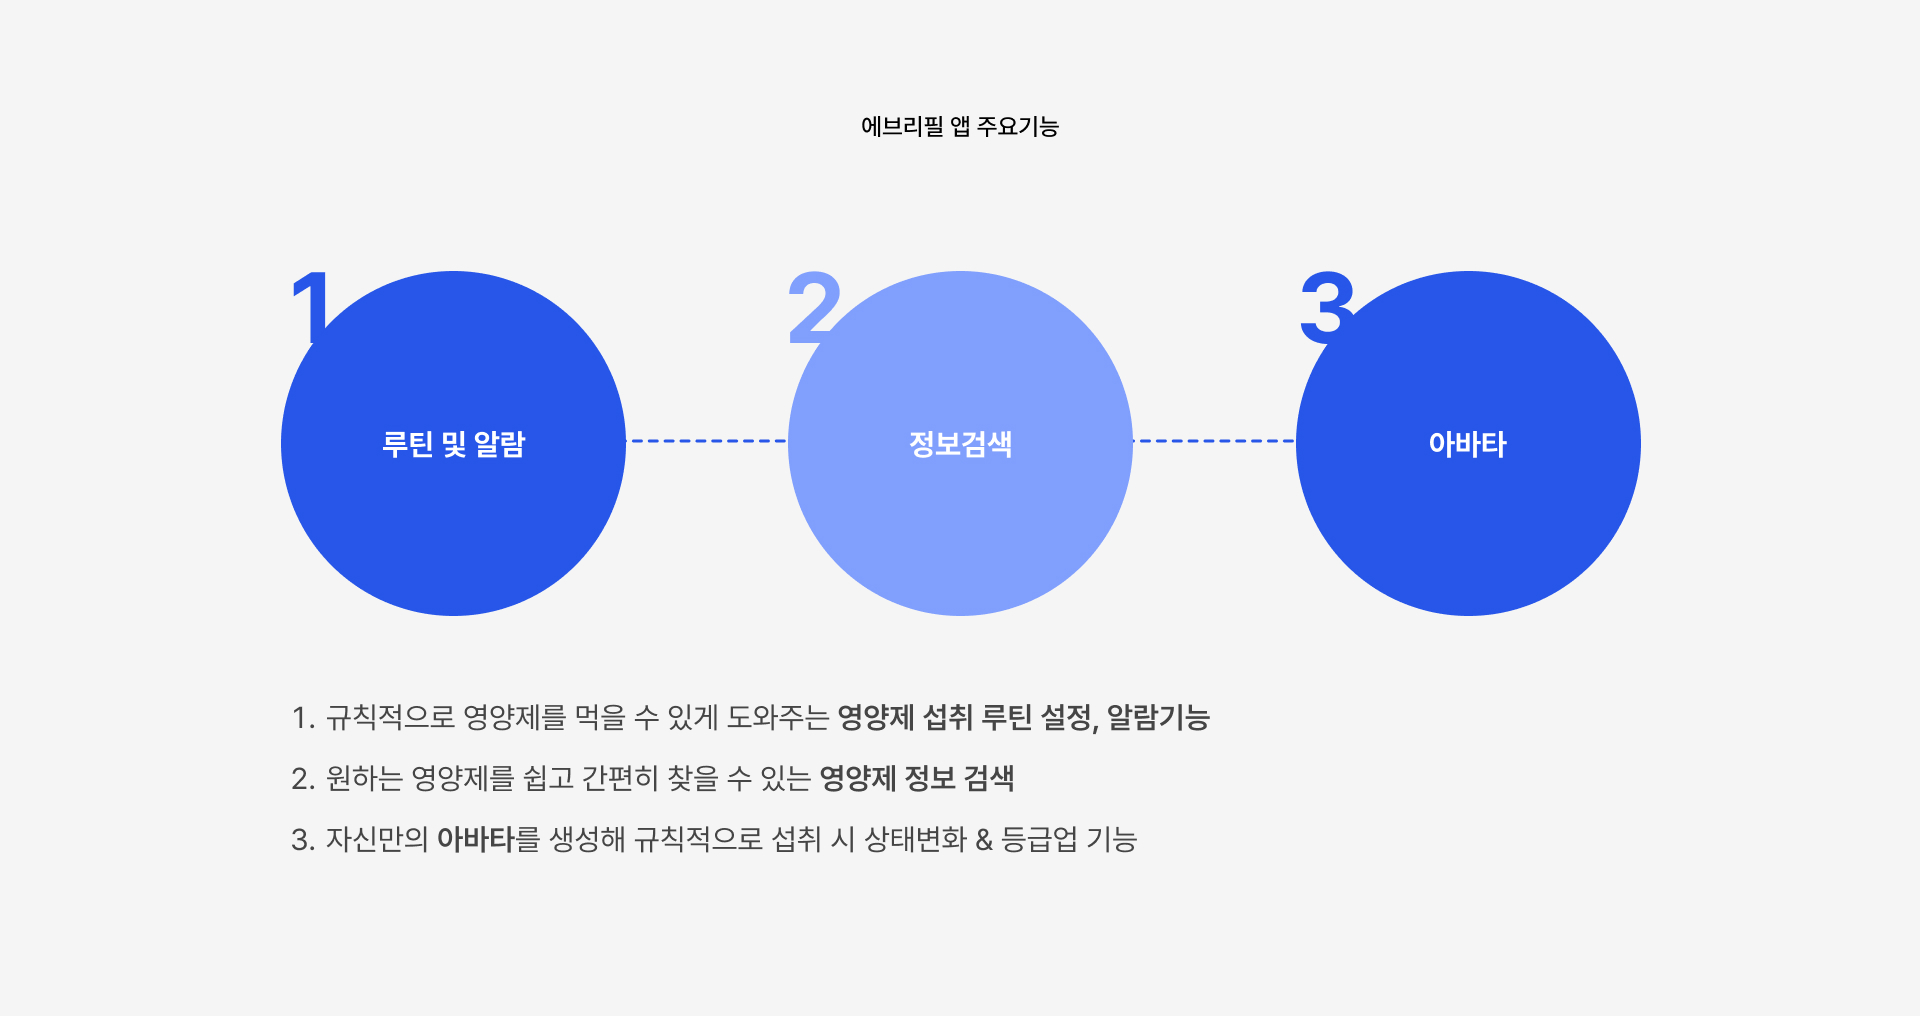 에브리필 앱 주요기능
1
2
3
루틴 및 알람
정보검색
아바타
1. 규칙적으로 영양제를 먹을 수 있게 도와주는 영양제 섭취 루틴 설정, 알람기능
2. 원하는 영양제를 쉽고 간편히 찾을 수 있는 영양제 정보 검색
3. 자신만의 아바타를 생성해 규칙적으로 섭취 시 상태변화 & 등급업 기능